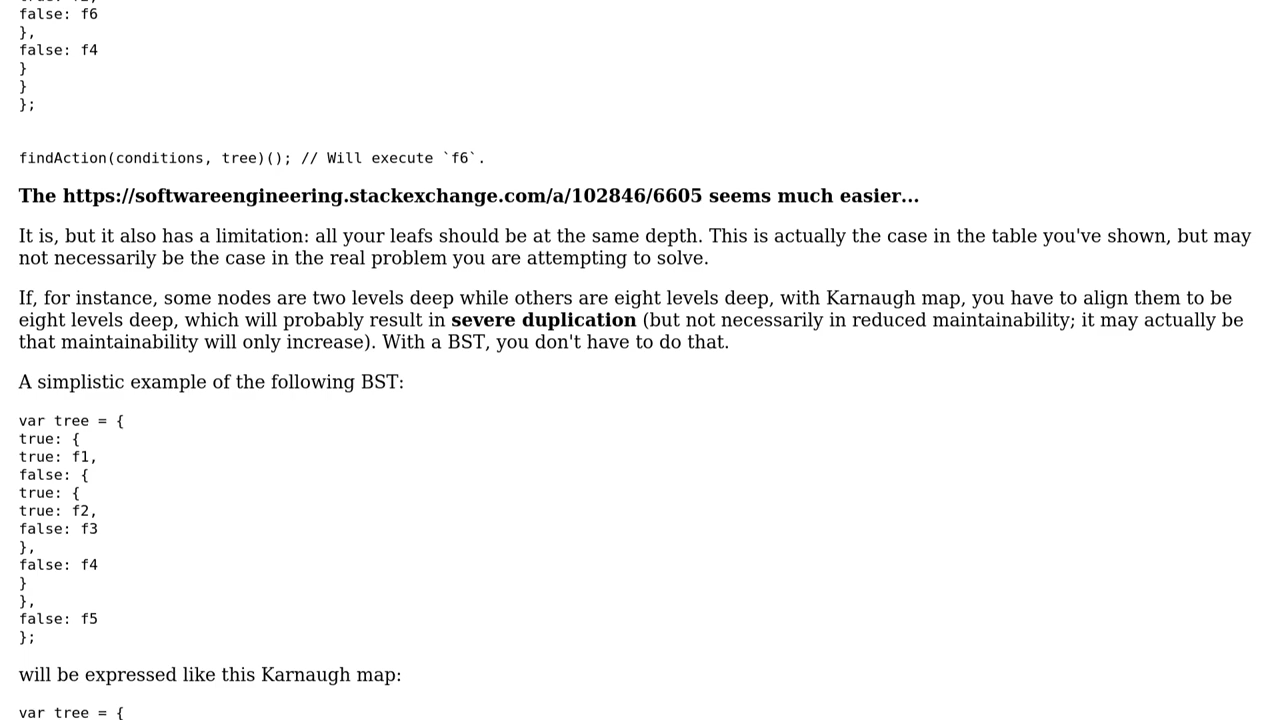 false: f6
},
false: f4
}
}
};
findAction(conditions, tree)(); // Will execute `f6`.
The https://softwareengineering.stackexchange.com/a/102846/6605 seems much easier...
It is, but it also has a limitation: all your leafs should be at the same depth. This is actually the case in the table you've shown, but may
not necessarily be the case in the real problem you are attempting to solve.
If, for instance, some nodes are two levels deep while others are eight levels deep, with Karnaugh map, you have to align them to be
eight levels deep, which will probably result in severe duplication (but not necessarily in reduced maintainability; it may actually be
that maintainability will only increase). With a BST, you don't have to do that.
A simplistic example of the following BST:
var tree = {
true: {
true: f1,
false: {
true: {
true: f2,
false: f3
},
false: f4
}
},
false: f5
};
will be expressed like this Karnaugh map:
var tree = {